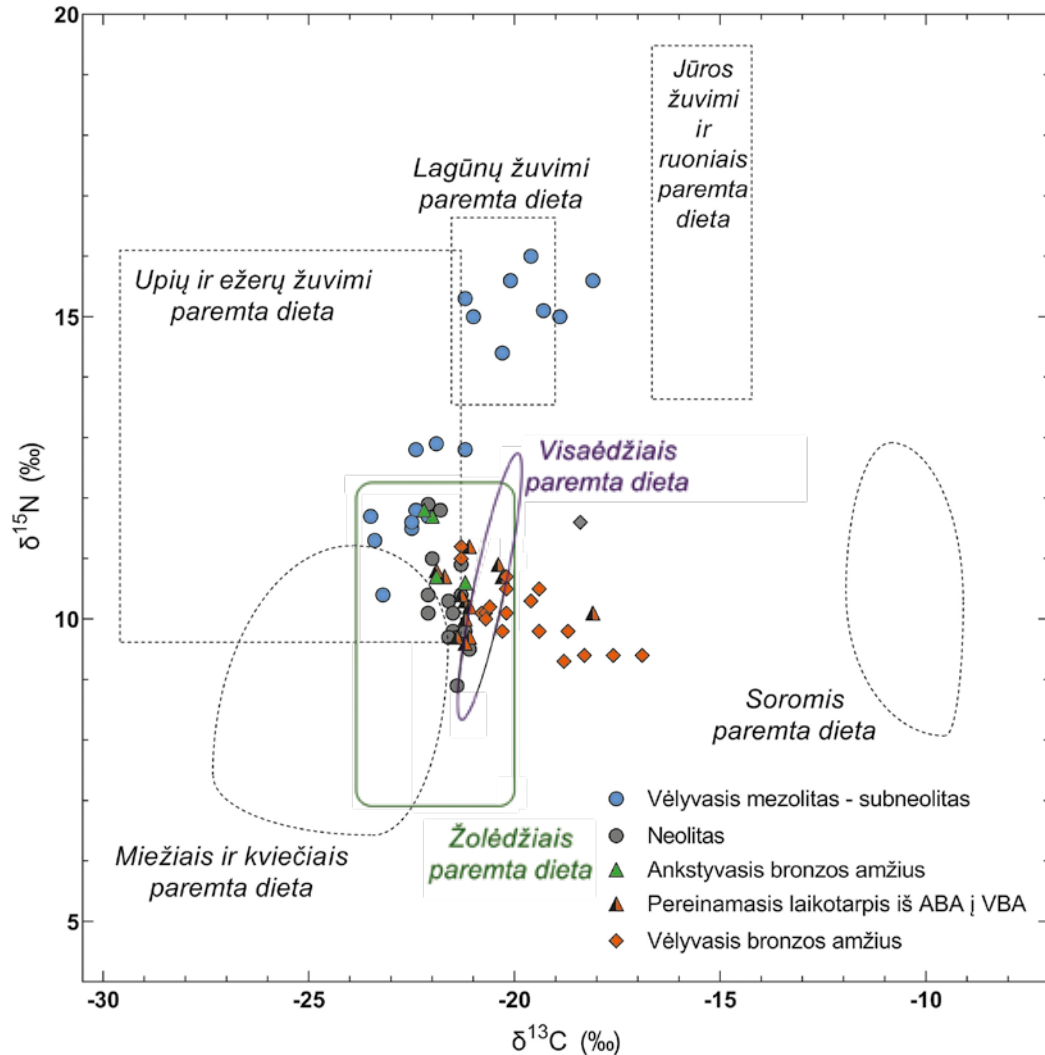 20
15
10
5
-30
-25
-20
-15
-10
δ15N (‰)
δ13C (‰)
Jūros
žuvimi
ir
ruoniais
paremta
dieta
Lagūnų žuvimi
paremta dieta
Upių ir ežerų žuvimi
paremta dieta
Visaėdžiais
paremta dieta
Soromis
paremta dieta
Žolėdžiais
paremta dieta
Miežiais ir kviečiais
paremta dieta
Vėlyvasis mezolitas - subneolitas
Neolitas
Ankstyvasis bronzos amžius
Pereinamasis laikotarpis iš ABA į VBA
Vėlyvasis bronzos amžius